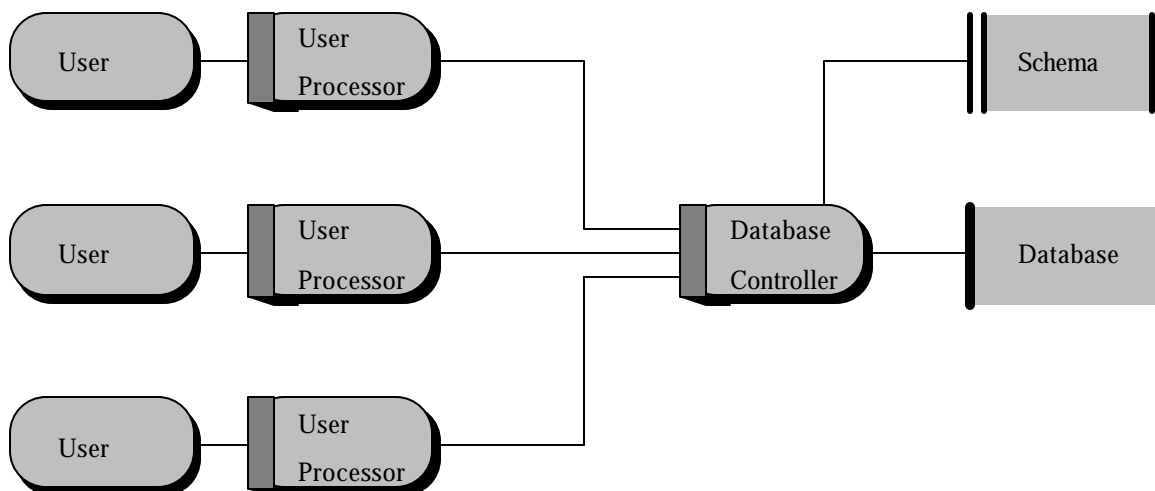 User
User
Processor
Schema
User
User
Processor
Database
Controller
Database
User
User
Processor